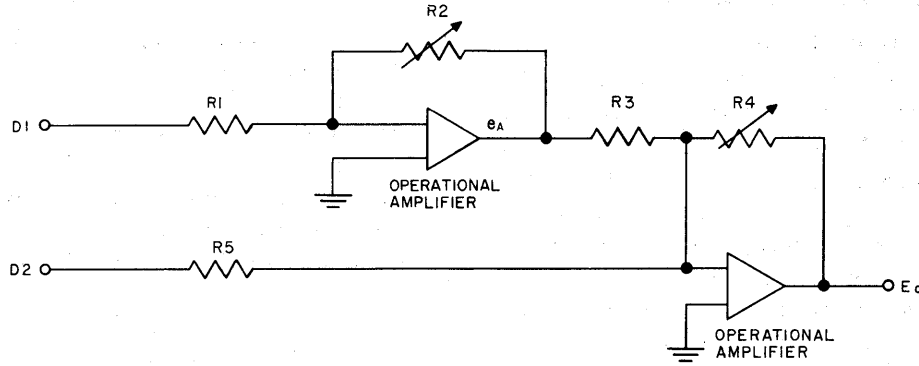 R2
R1
D1
eA
R3
R4
OPERATIONAL
AMPLIFIER
R5
D2
Eo
OPERATIONAL
AMPLIFIER